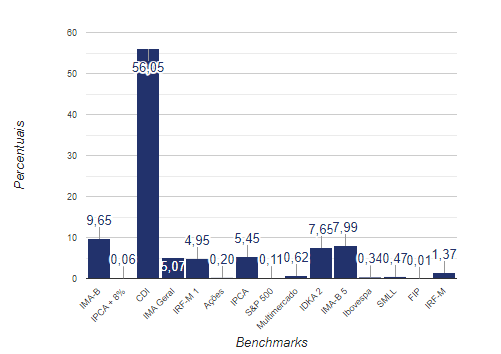 60
50
40
30
20
10
0
Percentuais
9,65
0,06
56,05
5,07
4,95
0,20
5,45
0,11
0,62
7,65
7,99
0,34
0,47
0,01
1,37
IMA-B
IPCA + 8%
CDI
IMA Geral
IRF-M 1
Ações
IPCA
S&P 500
Multimercado
IDKA 2
IMA-B 5
Ibovespa
SMLL
FIP
IRF-M
Benchmarks